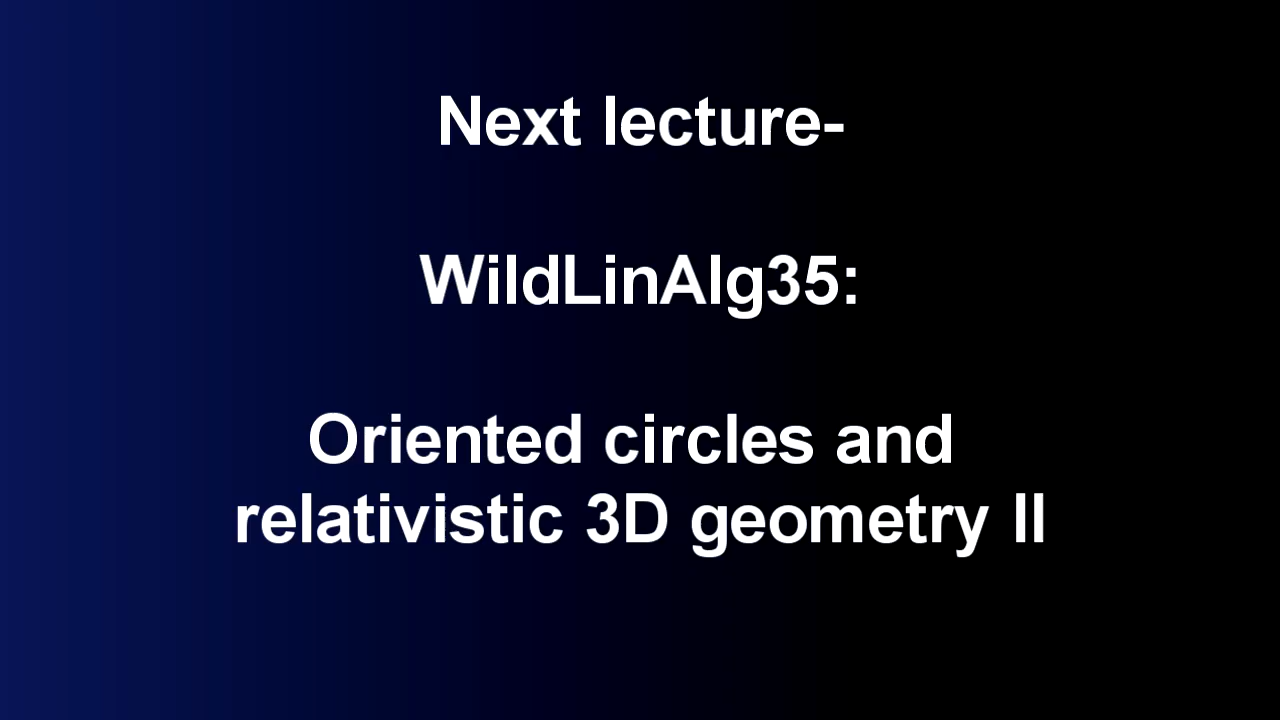 Next lecture-
WildLinAlg35:
Oriented circles and
relativistic 3D geometry II